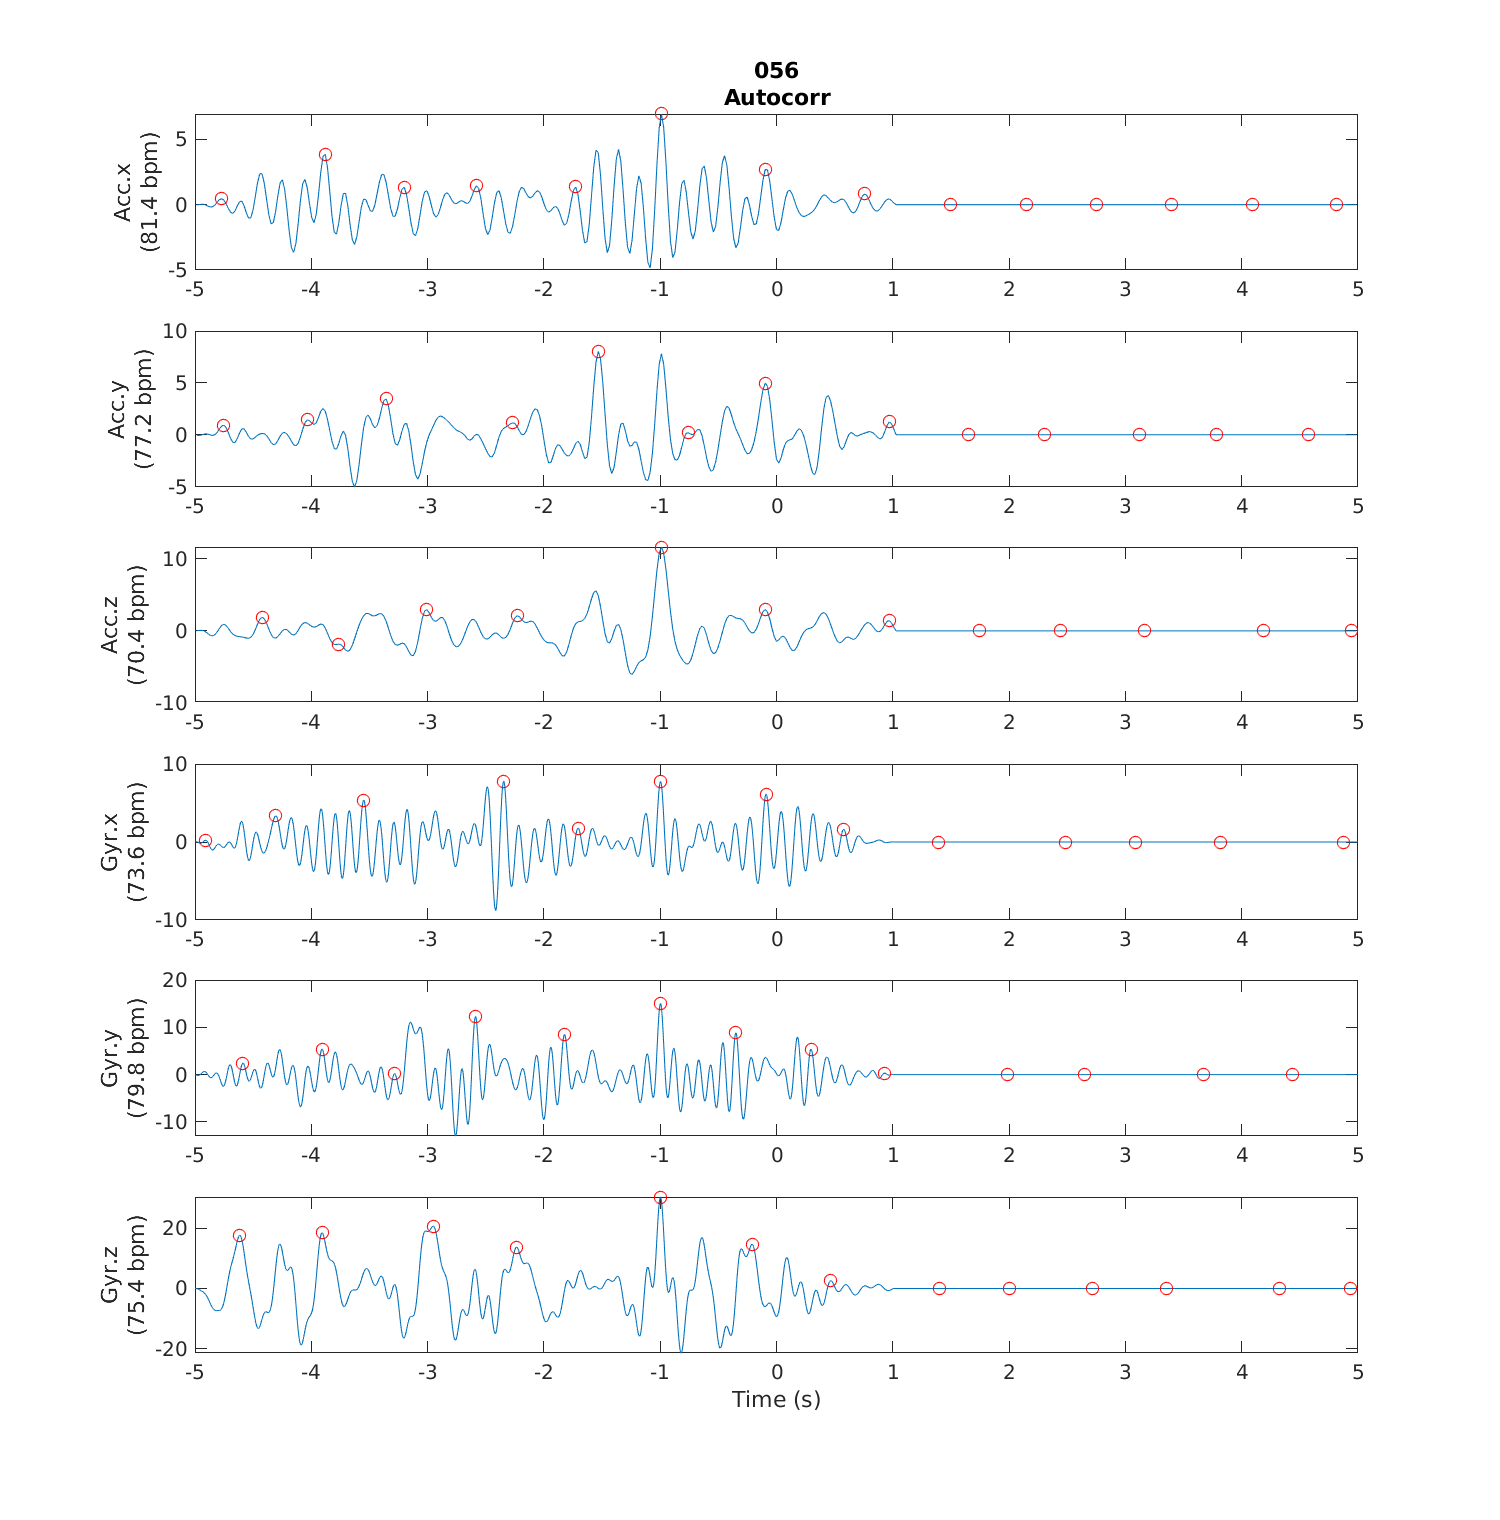 056
Autocorr
Acc.x
(81.4 bpm)
5
0
-5
-5 -4 -3 -2 -1 0 1 2 3 4 5
Acc.y
(77.2 bpm)
10
5
0
-5
-5 -4 -3 -2 -1 0 1 2 3 4 5
Acc.z
(70.4 bpm)
10
0
-10
-5 -4 -3 -2 -1 0 1 2 3 4 5
Gyr.x
(73.6 bpm)
10
0
-10
-5 -4 -3 -2 -1 0 1 2 3 4 5
Gyr.y
(79.8 bpm)
20
10
0
-10
-5 -4 -3 -2 -1 0 1 2 3 4 5
Gyr.z
(75.4 bpm)
20
0
-20
-5 -4 -3 -2 -1 0 1 2 3 4 5
Time (s)